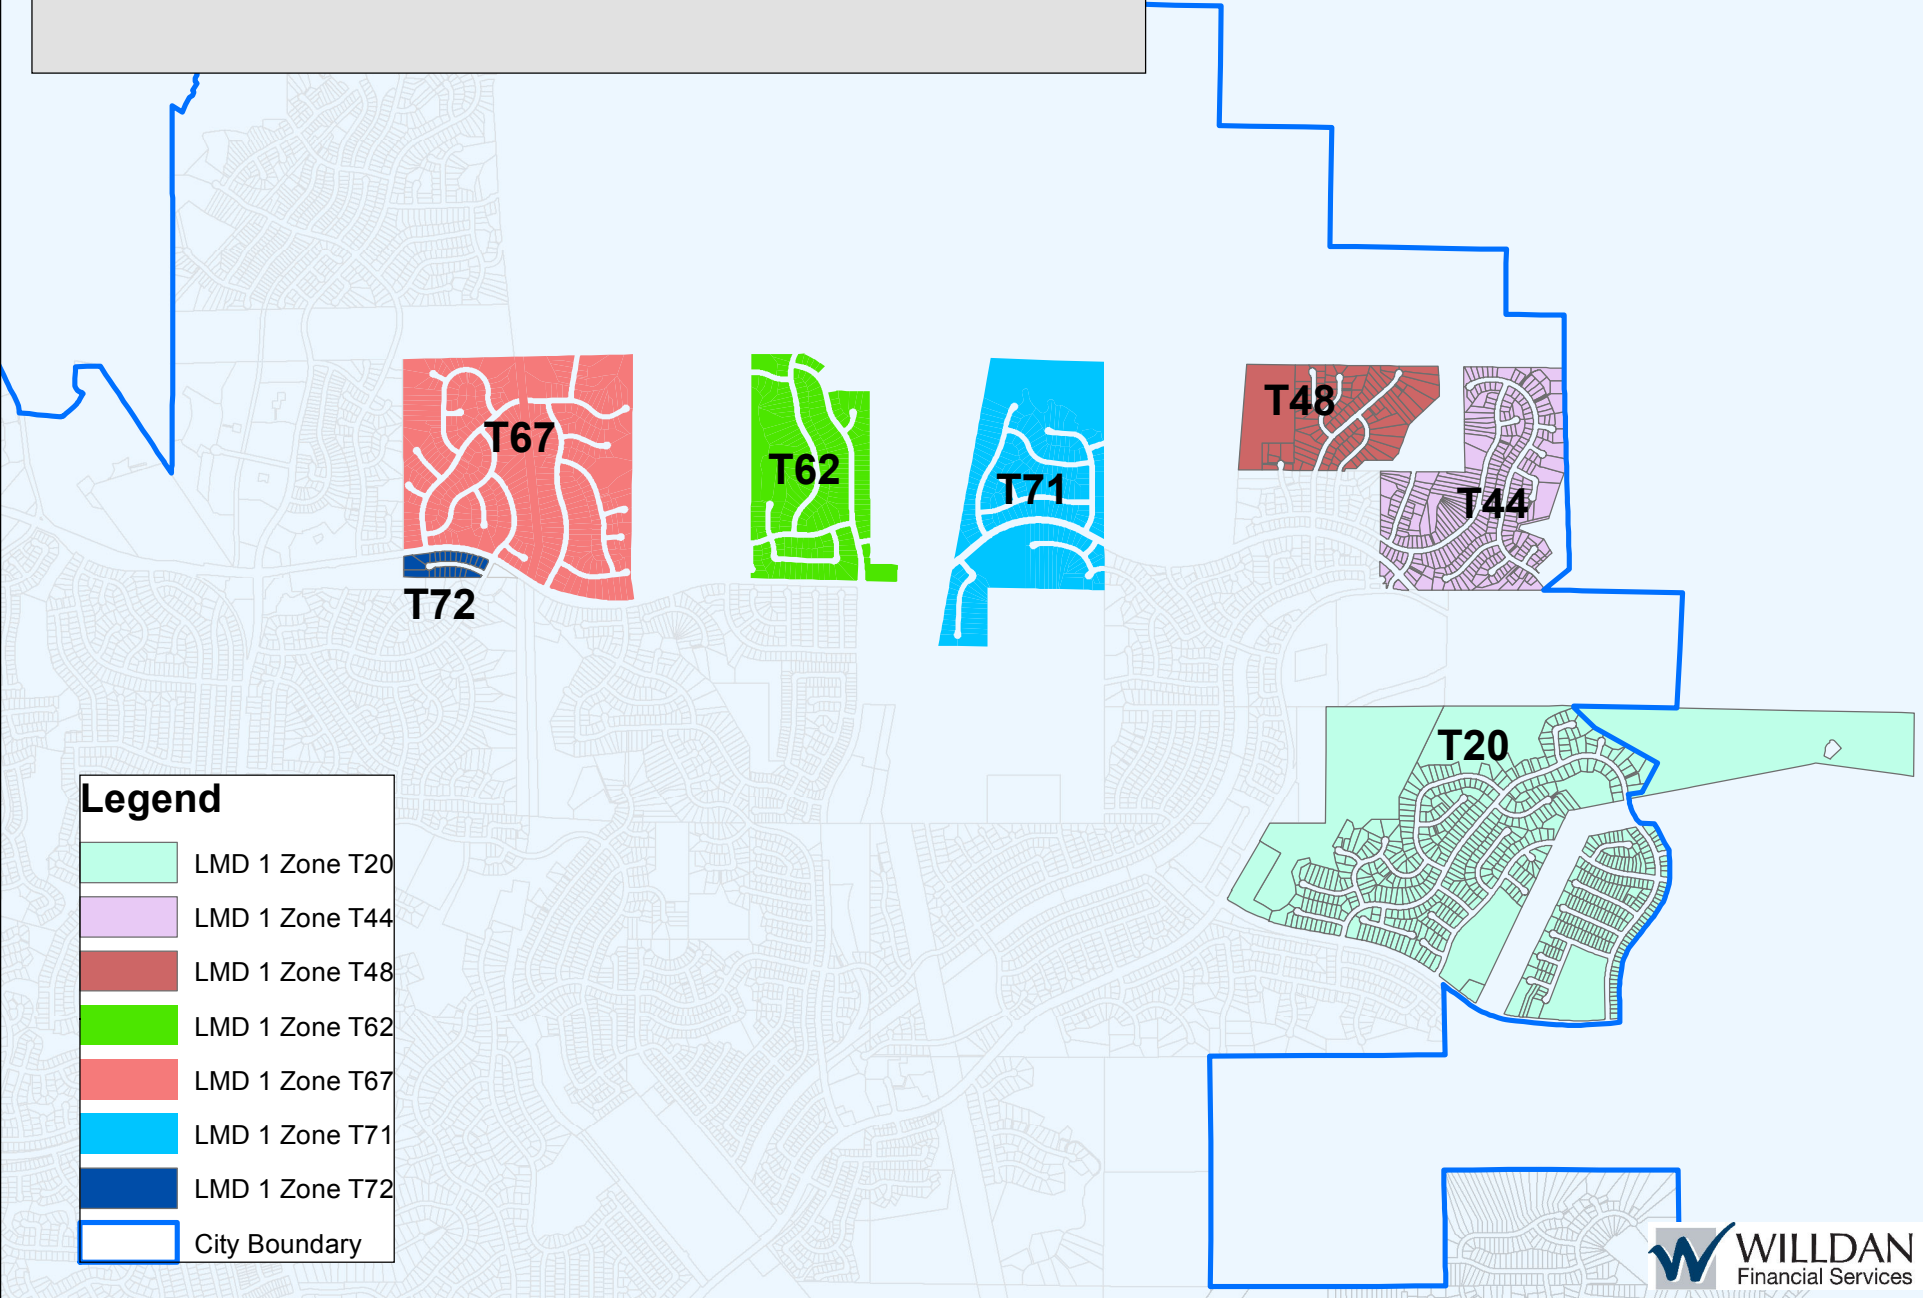 T48
T67
T62
T71
T44
T72
T20
Legend
LMD 1 Zone T20
LMD 1 Zone T44
LMD 1 Zone T48
LMD 1 Zone T62
LMD 1 Zone T67
LMD 1 Zone T71
LMD 1 Zone T72
City Boundary
W WILLDAN
Financial Services